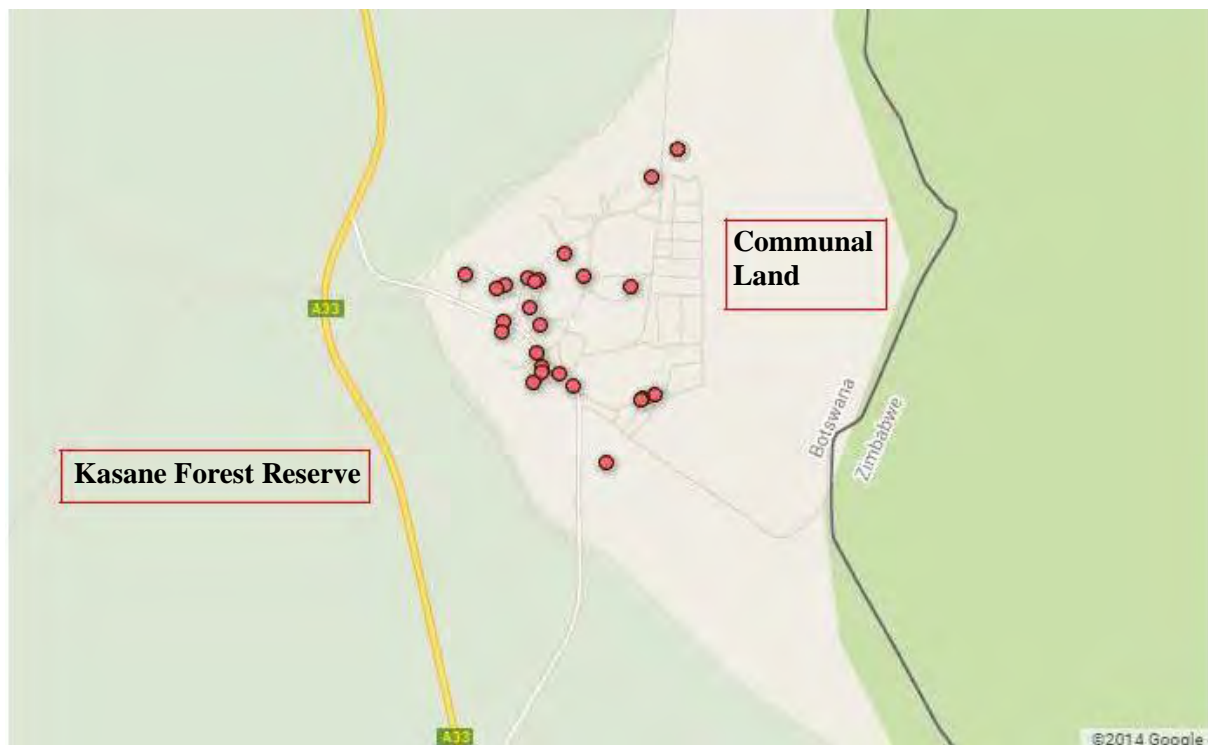 Communal
Land
A33
Botswana
Zimbabwe
Kasane Forest Reserve
A33
©2014 Google